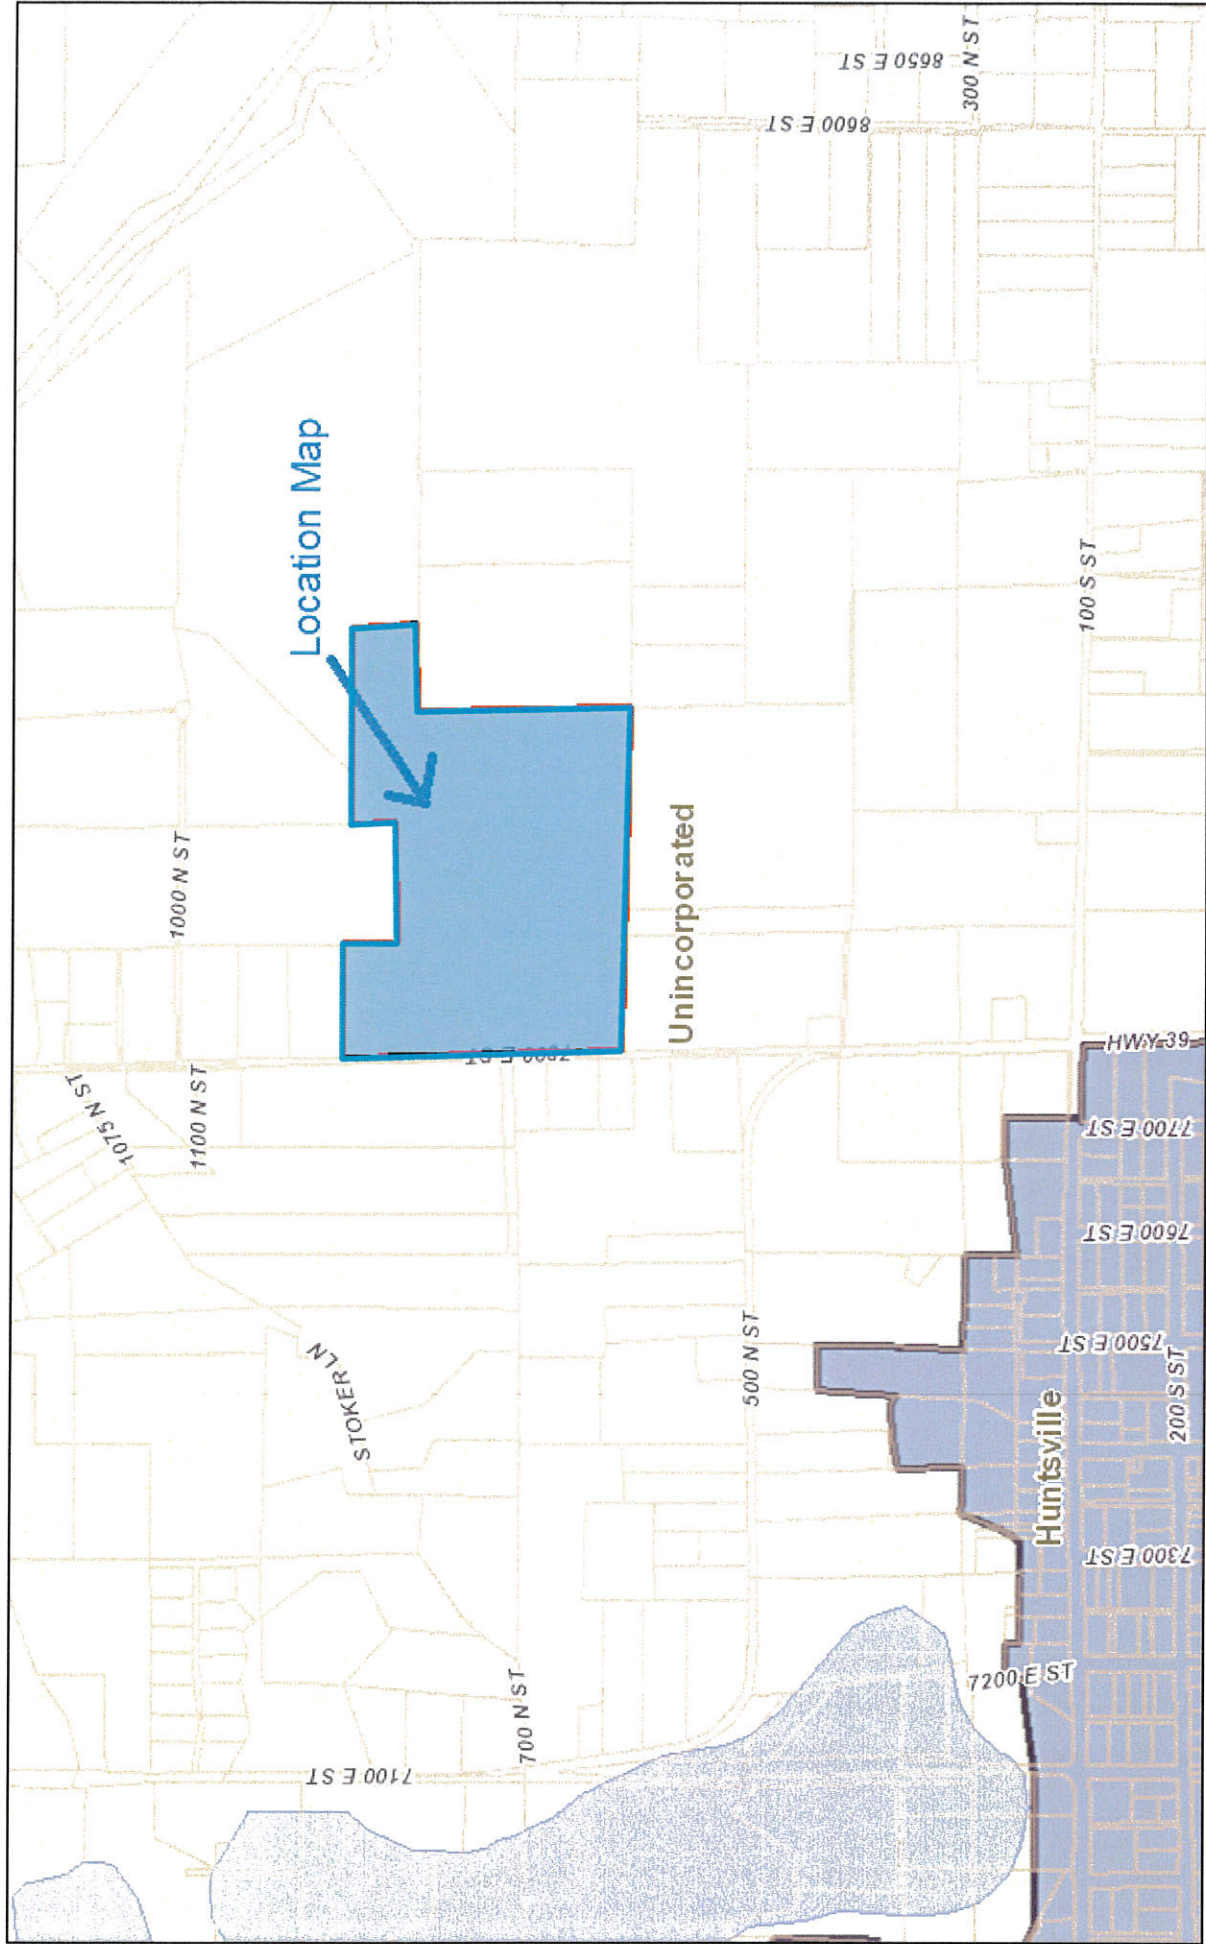 8650 E ST
300 N ST
8600 E ST
Location Map
100 S ST
1000 N ST
Unincorporated
HWY 39
1075 N ST
1100 N ST
7700 E ST
7600 E ST
STOKER LN
500 N ST
7500 E ST
200 S ST
Huntsville
7300 E ST
700 N ST
7200 E ST
7100 E ST